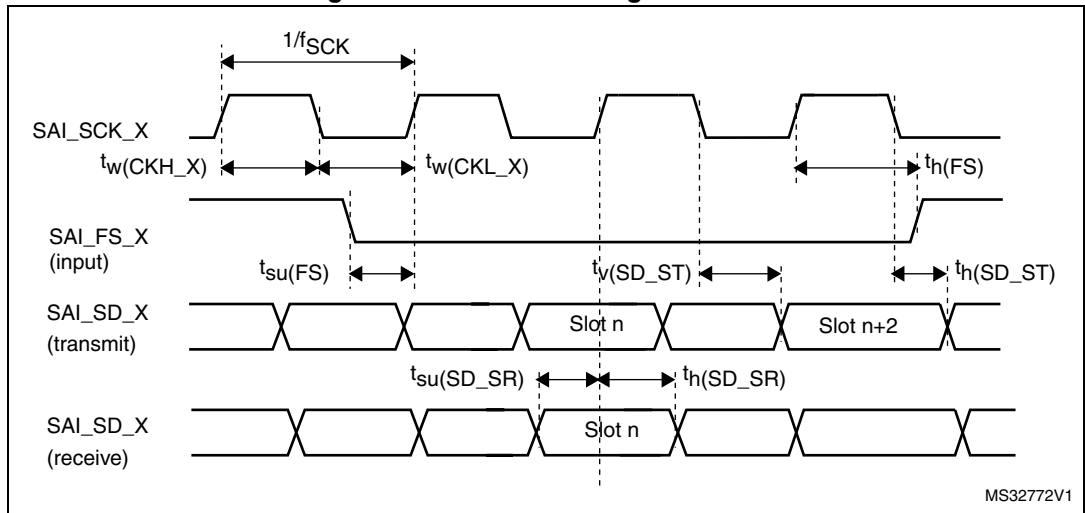 1/fSCK
SAI_SCK_X
tw(CKH_X)
tw(CKL_X)
th(FS)
SAI_FS_X
(input)
tsu(FS)
tv(SD_ST)
th(SD_ST)
SAI_SD_X
(transmit)
Slot n
Slot n+2
tsu(SD_SR)
th(SD_SR)
SAI_SD_X
(receive)
Slot n
MS32772V1